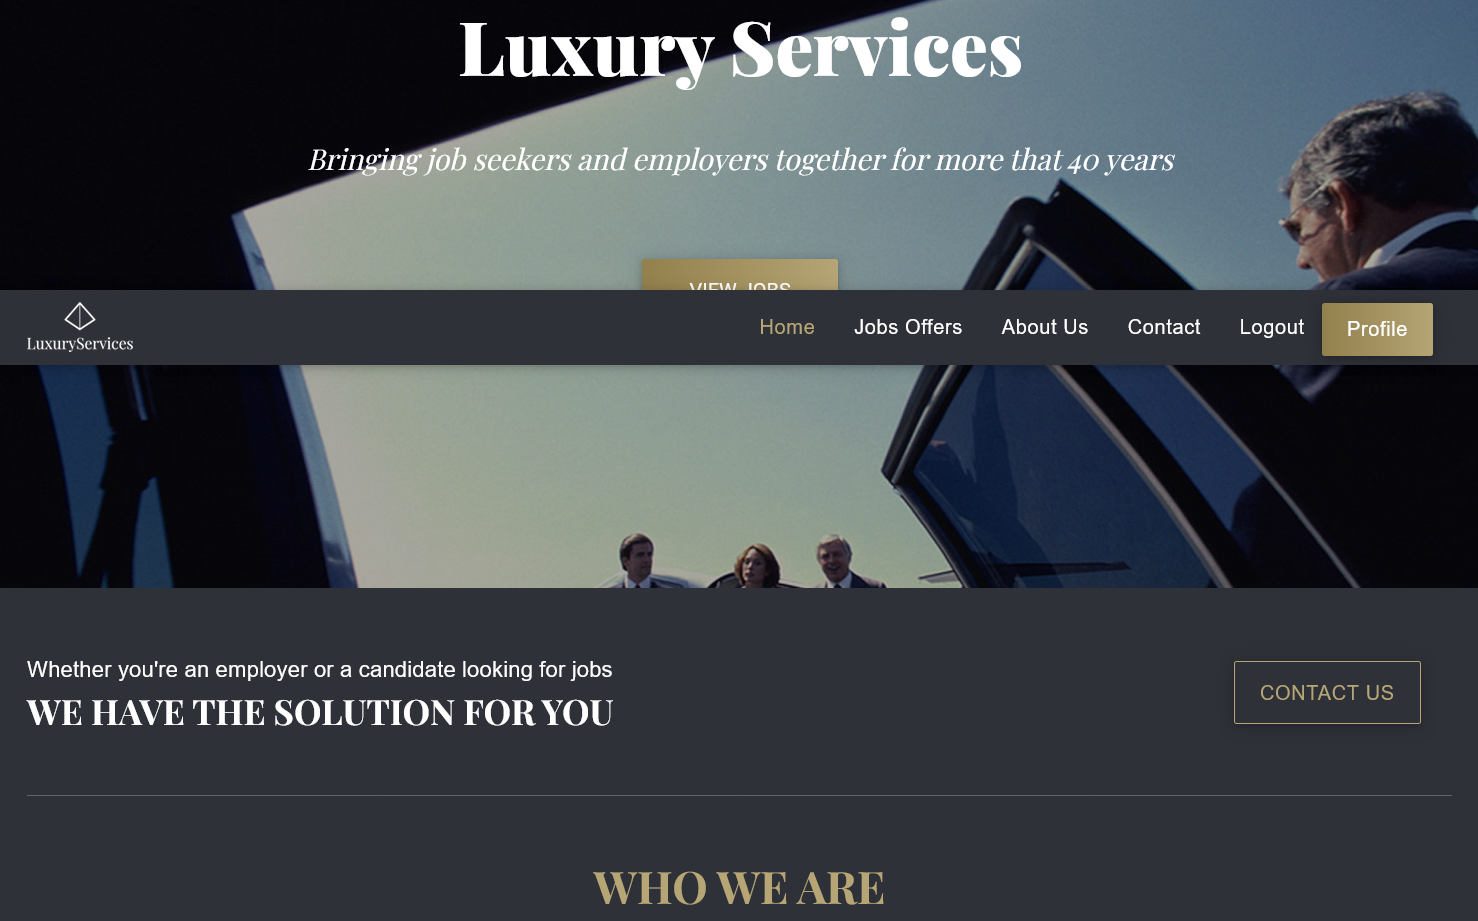 Luxury Services
Bringing job seekers and employers together for more that 40 years
VIEW JOBS
LuxuryServices
Home Jobs Offers About Us Contact Logout Profile
Whether you're an employer or a candidate looking for jobs
WE HAVE THE SOLUTION FOR YOU
CONTACT US
WHO WE ARE